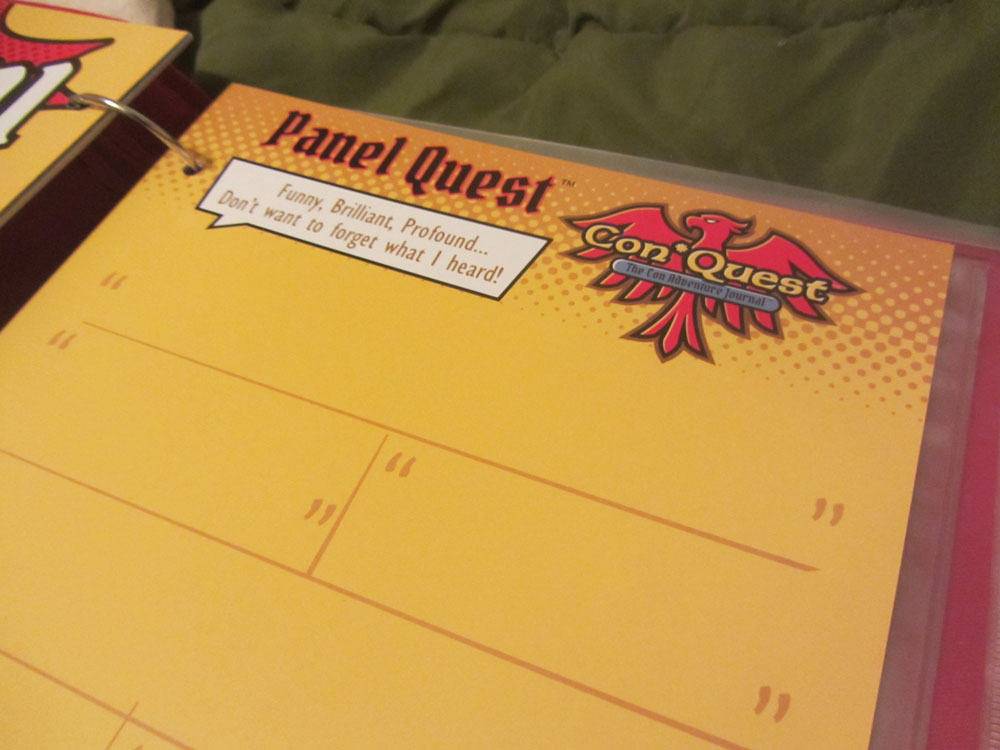 Panel Quest™
Funny, Brilliant, Profound...
Don't want to forget what I heard!
Con*Quest
The Con Adventure Journal
“
“
“
”
”
”